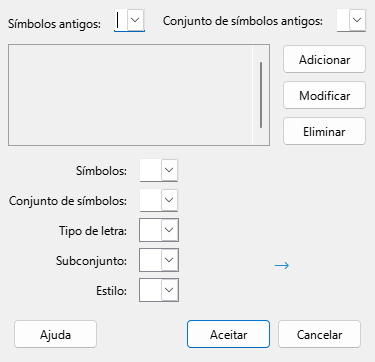 Símbolos antigos: Conjunto de símbolos antigos:
Adicionar
Modificar
Eliminar
Símbolos:
Conjunto de símbolos:
Tipo de letra:
Subconjunto:
→
Estilo:
Ajuda Aceitar Cancelar